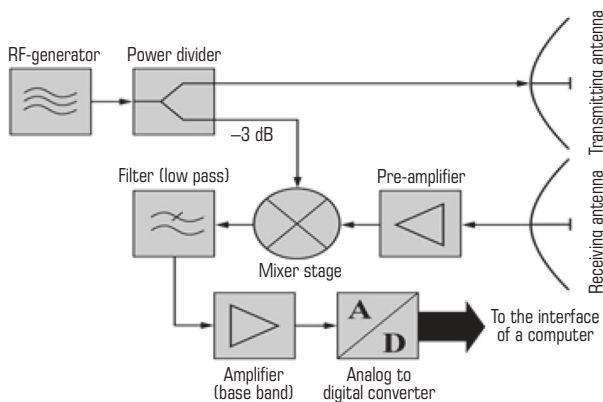 RF-generator
Power divider
Transmitting antenna
–3 dB
Filter (low pass)
Pre-amplifier
Receiving antenna
Mixer stage
A
D
To the interface
of a computer
Amplifier
(base band)
Analog to
digital converter